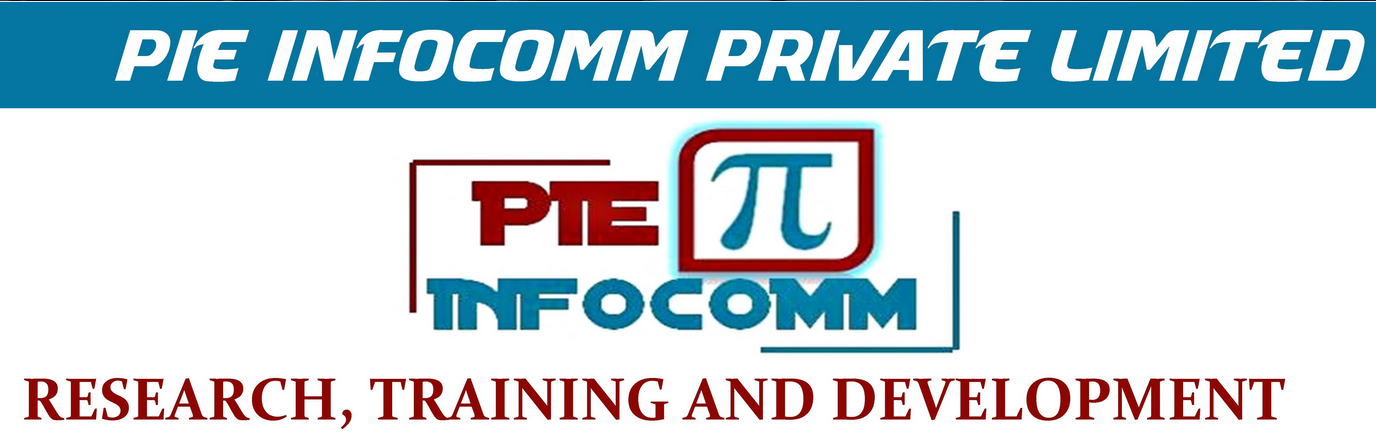 PIE INFOCOMM PRIVATE LIMITED
PIE π
INFOCOMM
RESEARCH, TRAINING AND DEVELOPMENT